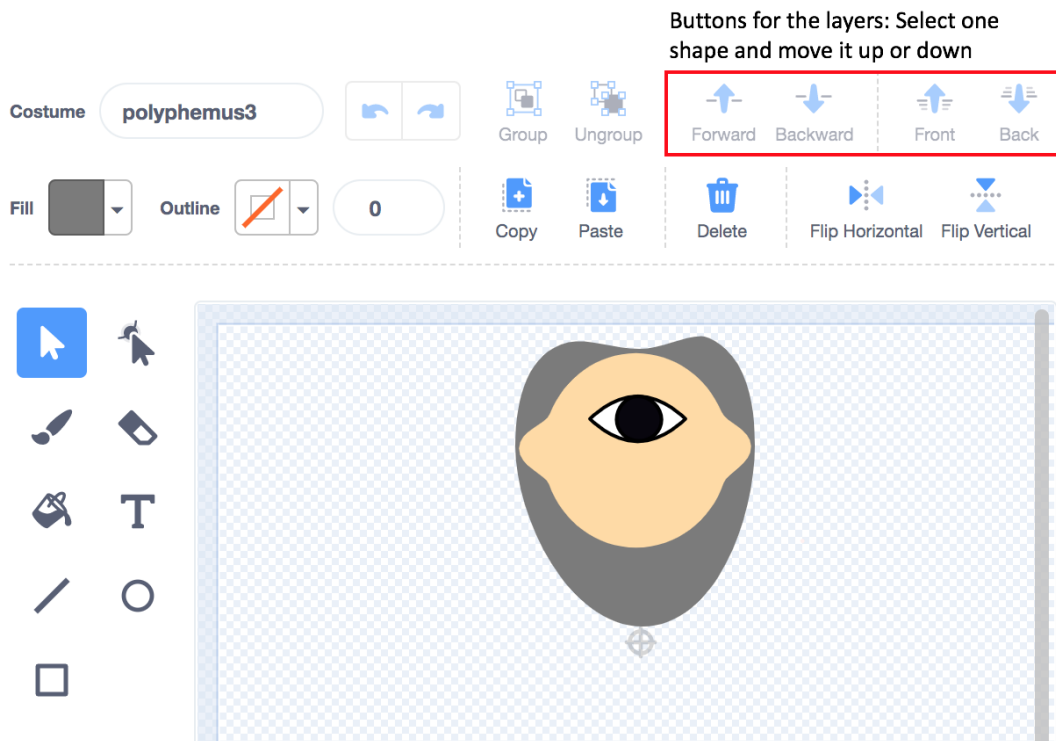 Buttons for the layers: Select one
shape and move it up or down
Costume polyphemus3 Group Ungroup Forward Backward Front Back
Fill Outline 0 Copy Paste Delete Flip Horizontal Flip Vertical
T